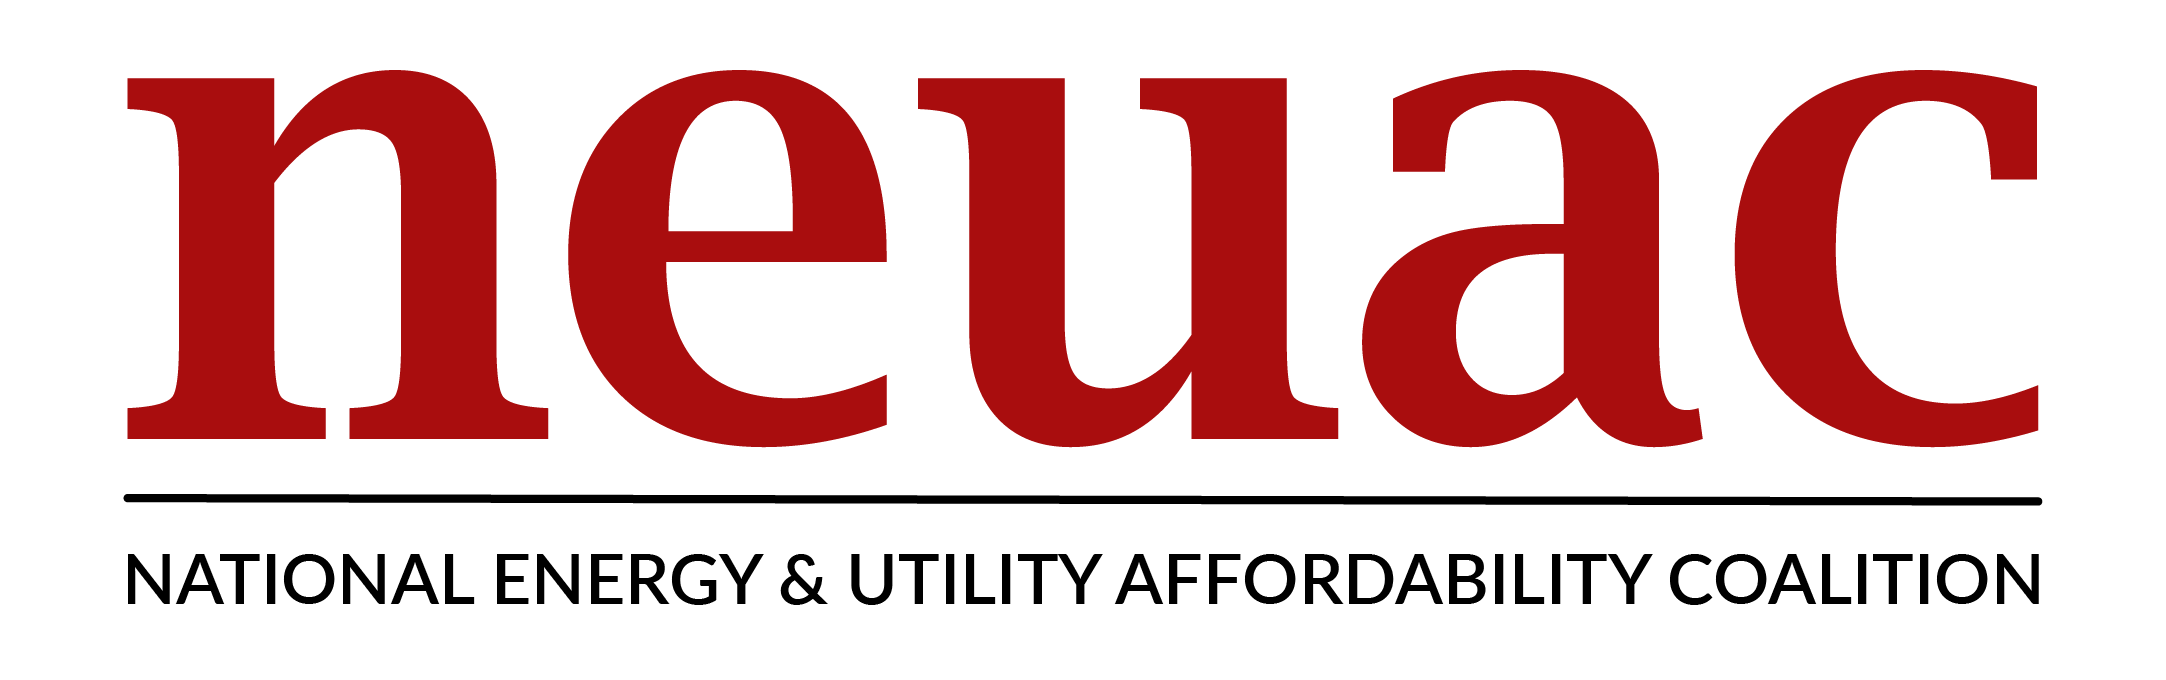 neuac
NATIONAL ENERGY & UTILITY AFFORDABILITY COALITION